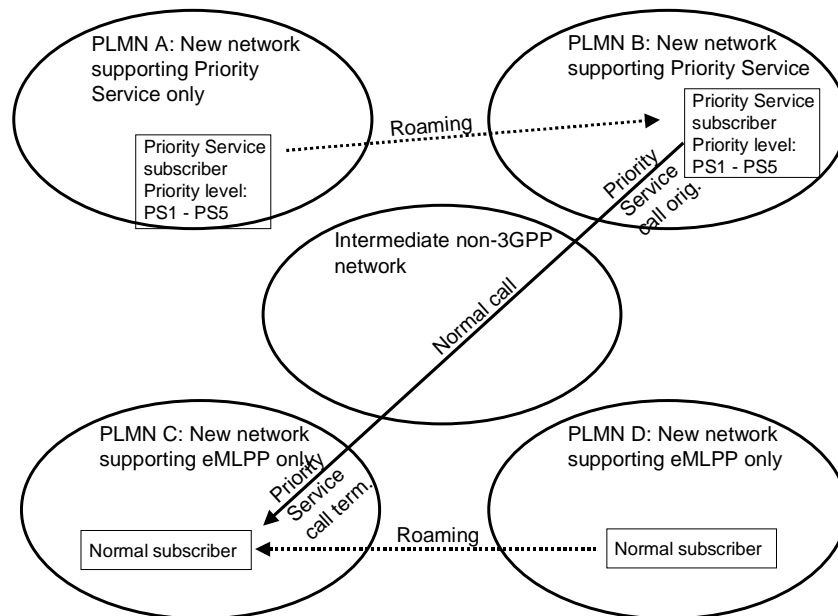 PLMN A: New network
supporting Priority
Service only
PLMN B: New network
supporting Priority Service
Roaming
Priority Service
subscriber
Priority level:
PS1 - PS5
Priority Service
subscriber
Priority level:
PS1 - PS5
Priority
Service
call orig.
Intermediate non-3GPP
network
Normal call
PLMN C: New network
supporting eMLPP only
PLMN D: New network
supporting eMLPP only
Priority
Service
call term.
Normal subscriber
Roaming
Normal subscriber